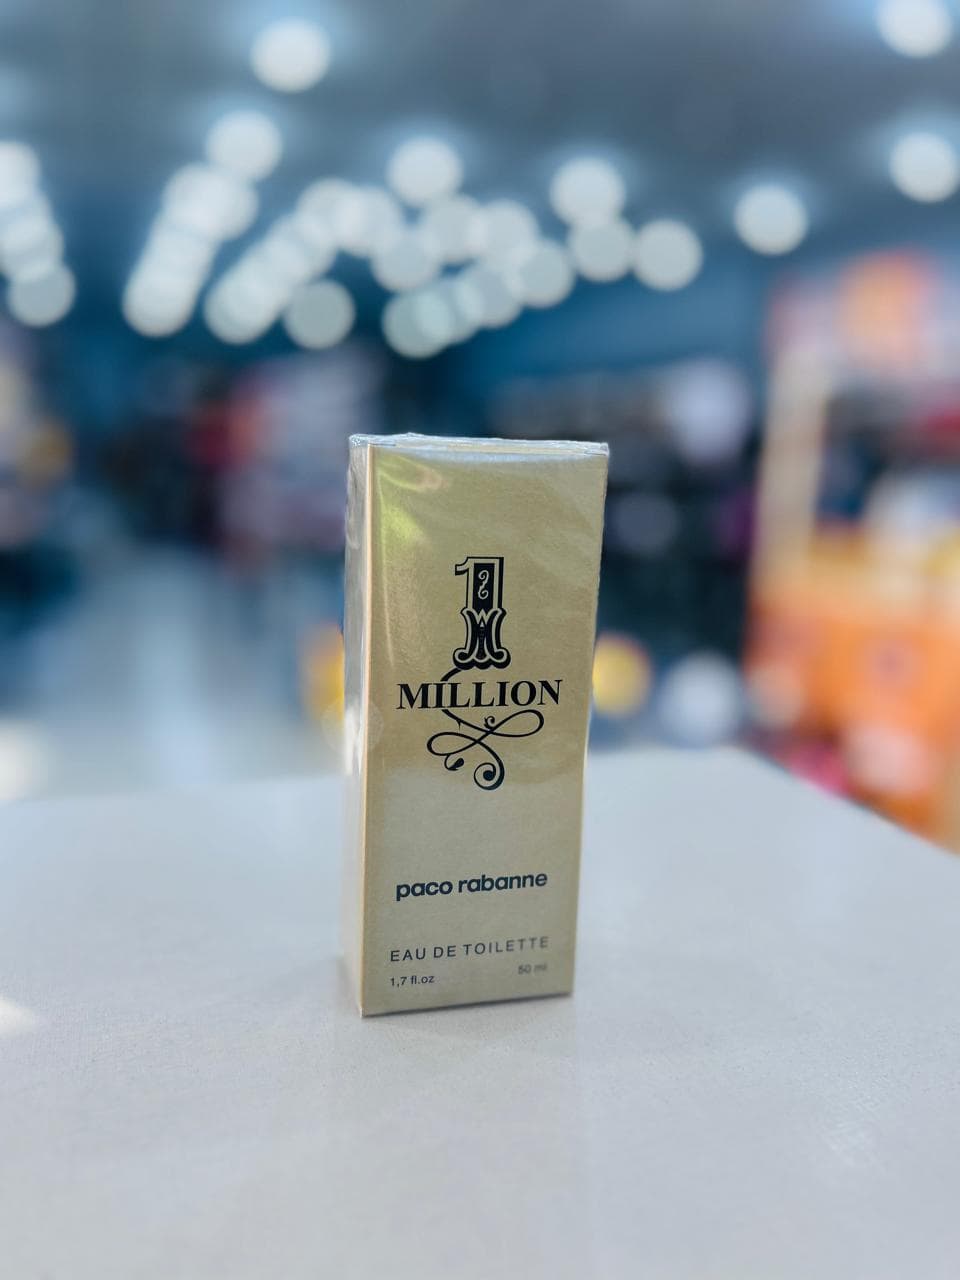 1
MILLION
paco rabanne
EAU DE TOILETTE
1,7 fl.oz 50 ml